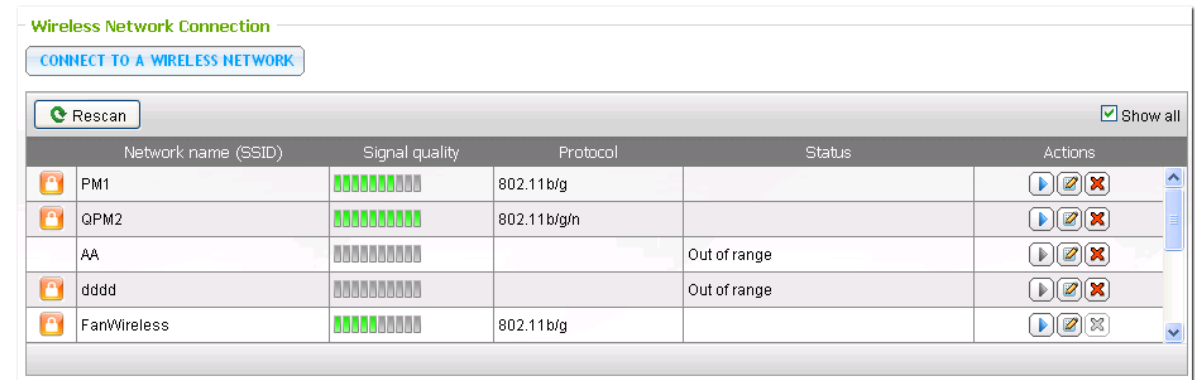 Wireless Network Connection
CONNECT TO A WIRELESS NETWORK
Rescan Show all
Network name (SSID) Signal quality Protocol Status Actions
PM1 802.11b/g
QPM2 802.11b/g/n
AA Out of range
dddd Out of range
FanWireless 802.11b/g